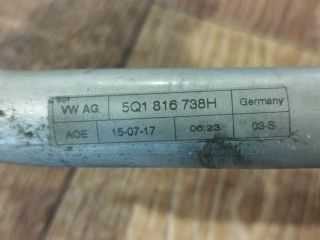 VW AG 5Q1 816 738H Germany
AOE 15-07-17 06:23 03-S